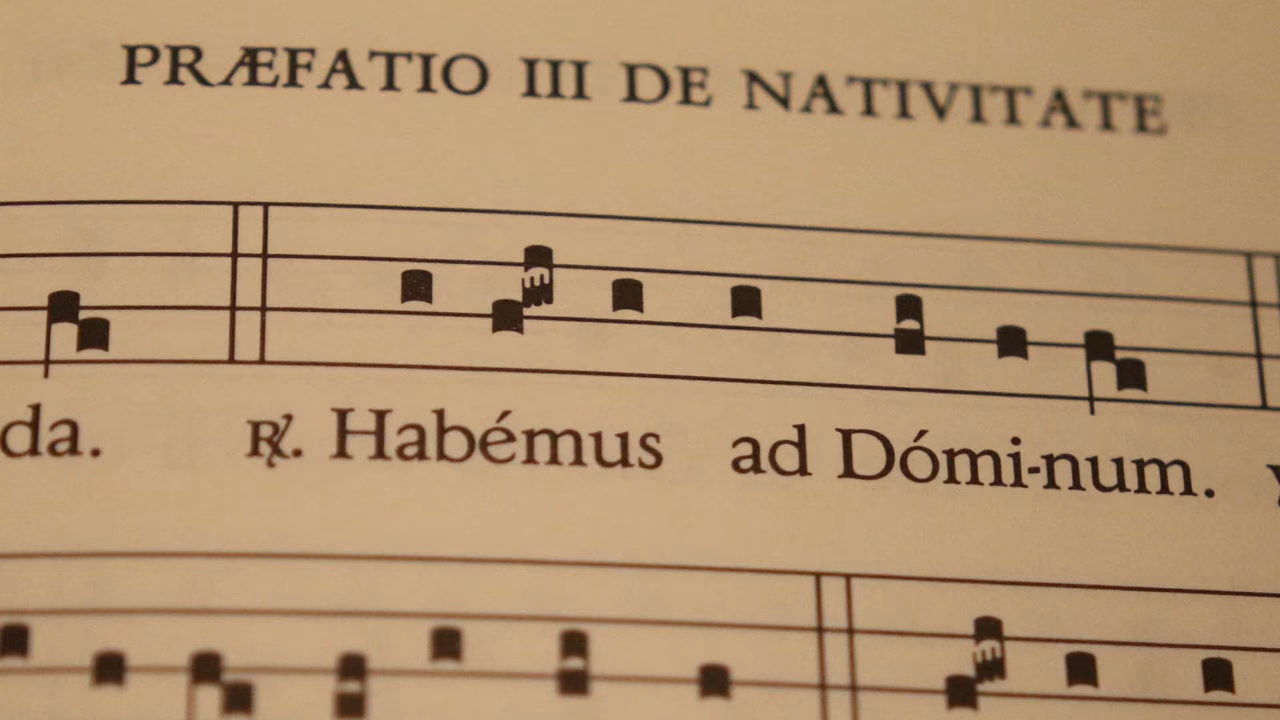 PRÆFATIO III DE NATIVITATE
da. ℟. Habémus ad Dómi-num.